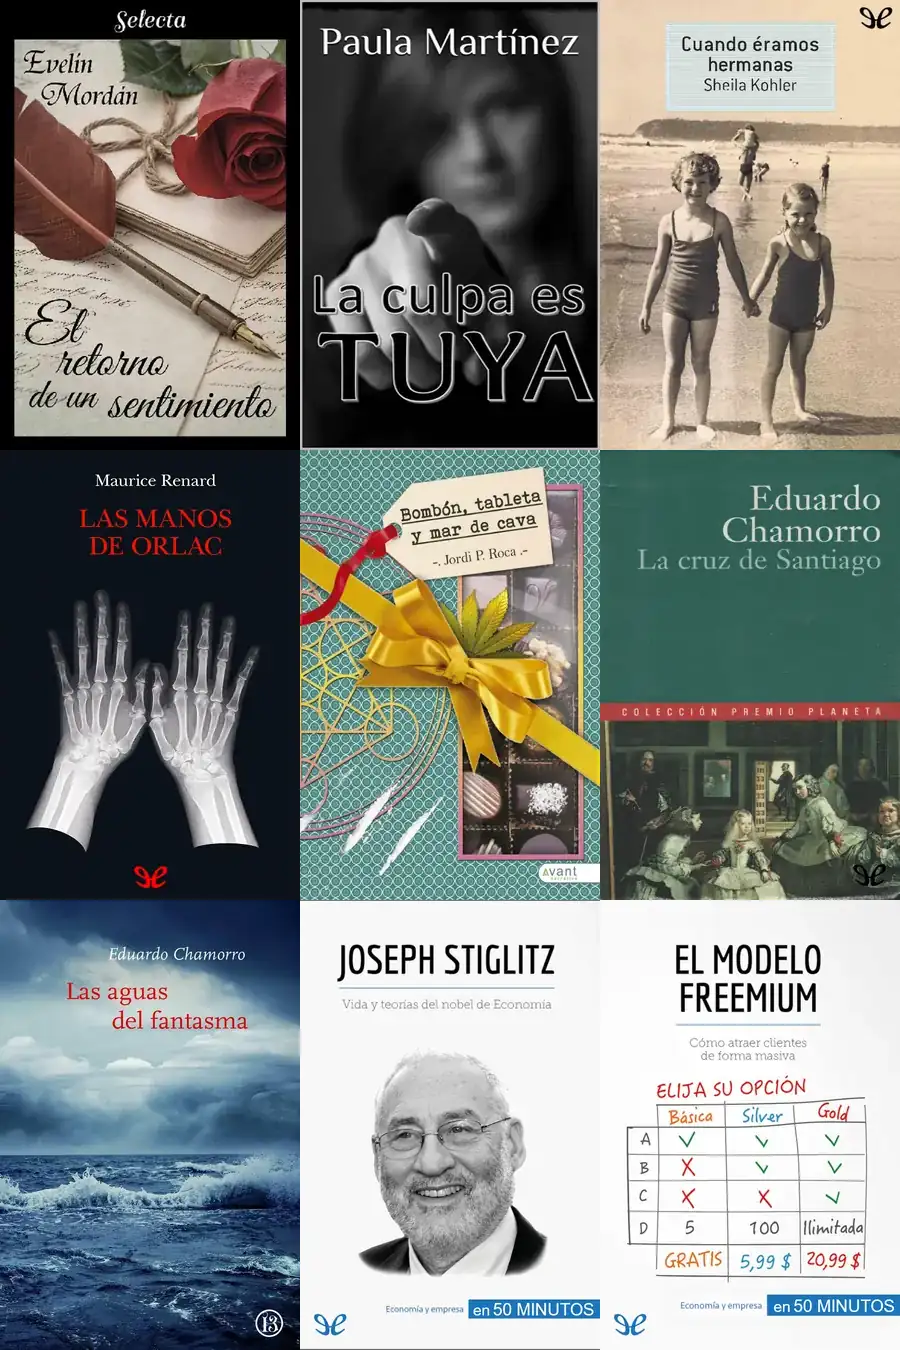 Selecta
Evelín
Mordán
El
retorno
de un sentimiento
Paula Martínez
La culpa es
TUYA
Cuando éramos
hermanas
Sheila Kohler
Maurice Renard
LAS MANOS
DE ORLAC
Bombón, tableta
y mar de cava
-. Jordi P. Roca .-
Avant
Eduardo
Chamorro
La cruz de Santiago
COLECCIÓN PREMIO PLANETA
Eduardo Chamorro
Las aguas
del fantasma
13
JOSEPH STIGLITZ
Vida y teorías del nobel de Economía
Economía y empresa en 50 MINUTOS
EL MODELO
FREEMIUM
Cómo atraer clientes
de forma masiva
ELIJA SU OPCIÓN
Básica Silver Gold
A
B
C
D 5 100 Ilimitada
GRATIS 5,99 $ 20,99 $
Economía y empresa en 50 MINUTOS